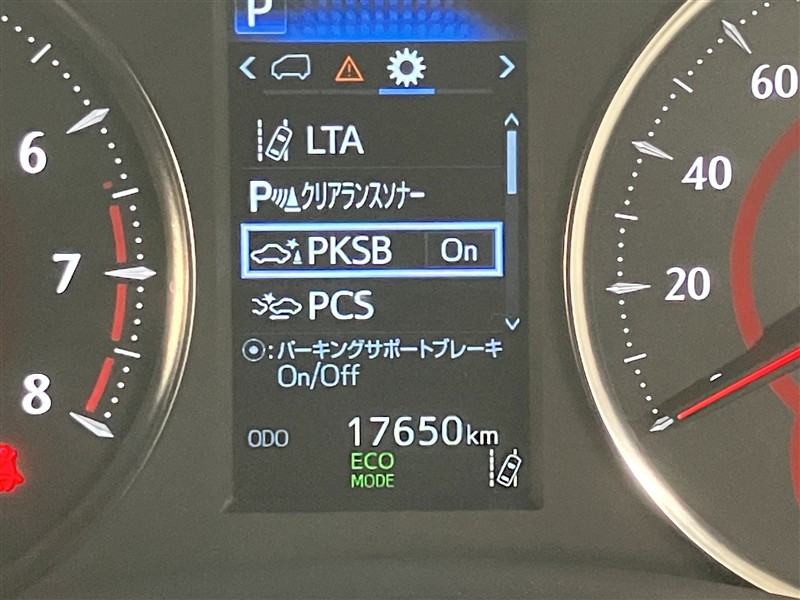 P
LTA
P クリアランスソナー
PKSB On
PCS
: パーキングサポートブレーキ
On/Off
ODO 17650km
ECO
MODE
6
7
8
60
40
20